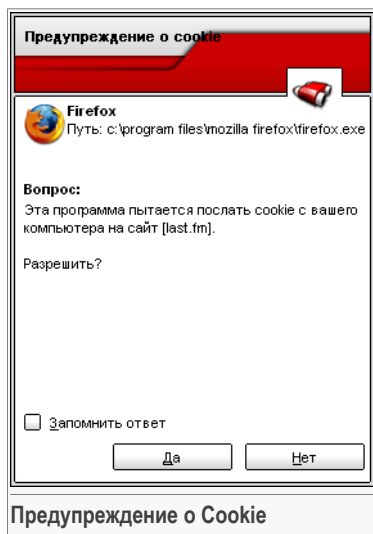 Предупреждение о cookie
Firefox
Путь: c:\program files\mozilla firefox\firefox.exe
Вопрос:
Эта программа пытается послать cookie с вашего
компьютера на сайт [last.fm].
Разрешить?
Запомнить ответ
Да
Нет
Предупреждение о Cookie